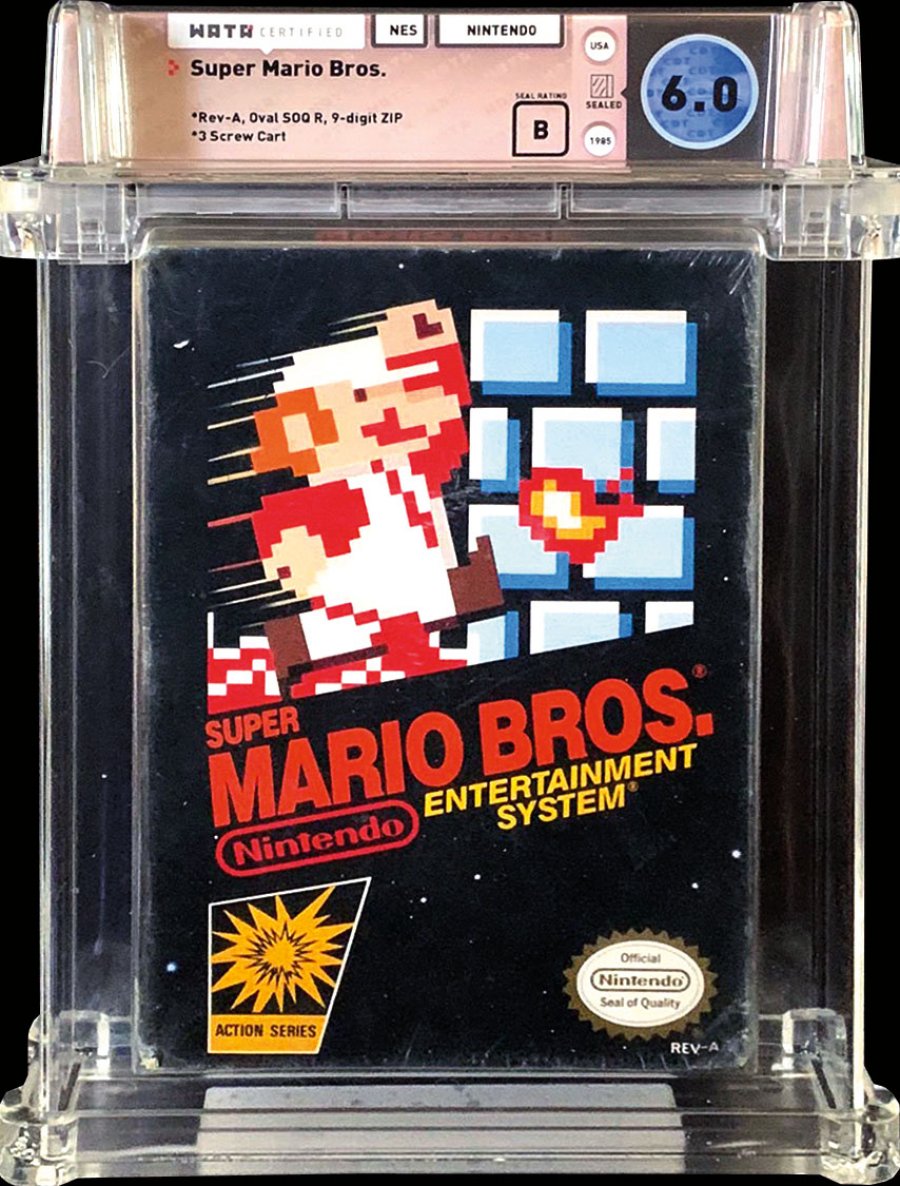 WATA CERTIFIED
NES
NINTENDO
USA
Super Mario Bros.
6.0
SEALED
SEAL RATING
B
*Rev-A, Oval SOQ R, 9-digit ZIP
*3 Screw Cart
1985
SUPER
MARIO BROS.®
ENTERTAINMENT
SYSTEM®
Nintendo
ACTION SERIES
Official
Nintendo
Seal of Quality
REV-A